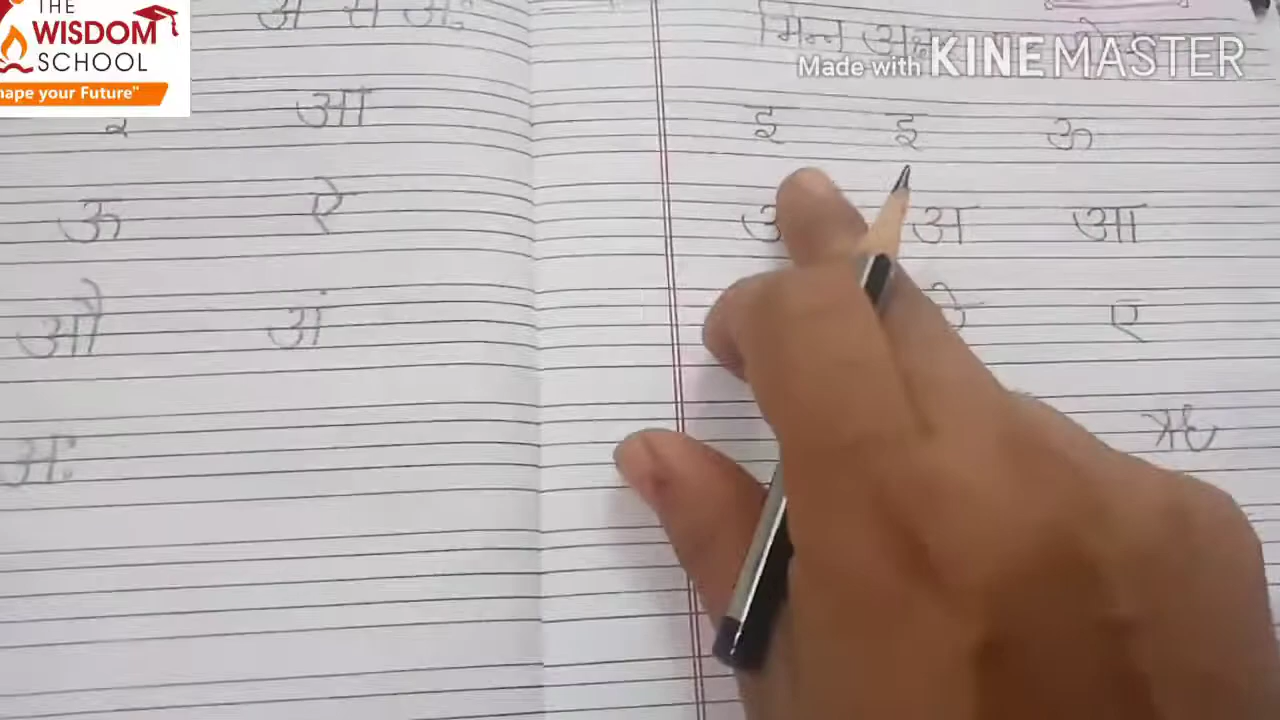 THE
WISDOM
SCHOOL
hape your Future"
Made with KINEMASTER
अ से अः
आ
ऊ ऐ
औ अं
अः
भिन्न
इ इ ऊ
अ आ
ए
ऋ